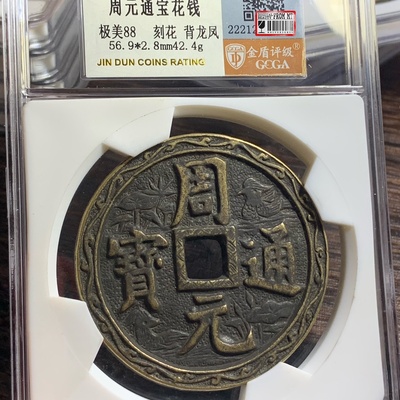 周元通宝花钱
极美88 刻花 背龙凤
56.9*2.8mm42.4g
JIN DUN COINS RATING
22212
金盾评级
GCGA
周元通寶